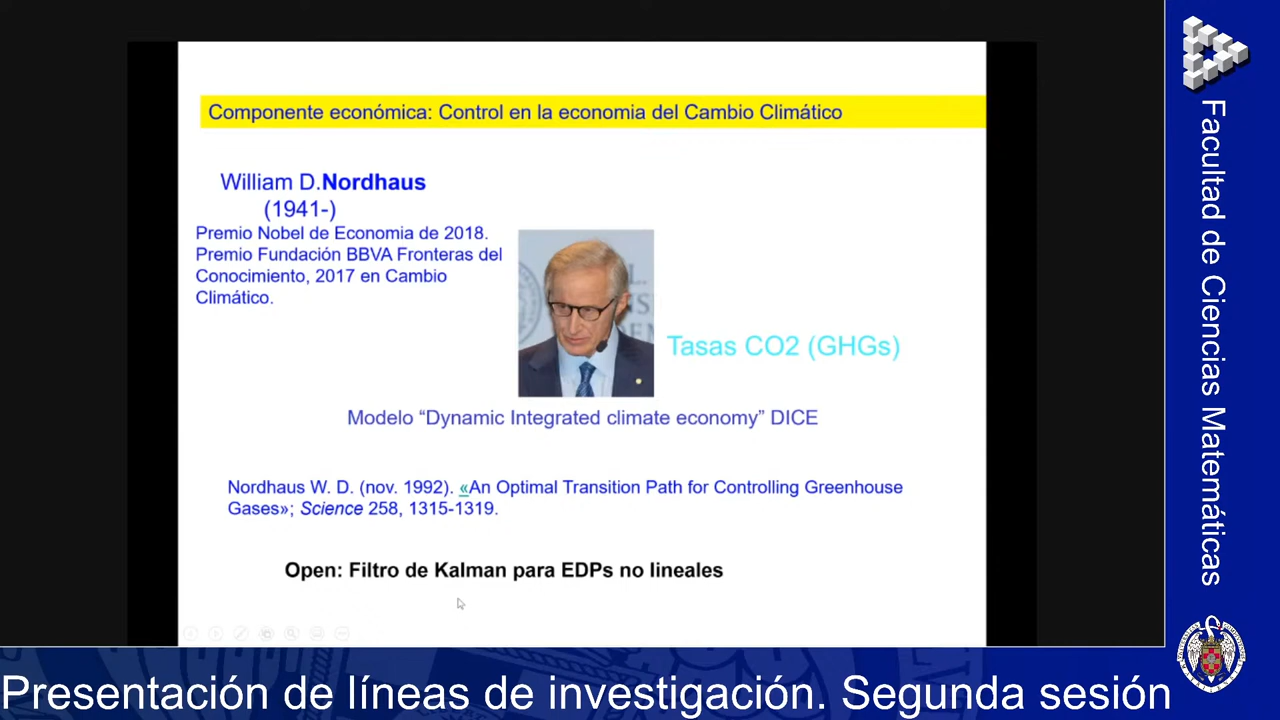 Componente económica: Control en la economia del Cambio Climático
William D.Nordhaus
(1941-)
Premio Nobel de Economia de 2018.
Premio Fundación BBVA Fronteras del
Conocimiento, 2017 en Cambio
Climático.
Tasas CO2 (GHGs)
Modelo “Dynamic Integrated climate economy” DICE
Nordhaus W. D. (nov. 1992). «An Optimal Transition Path for Controlling Greenhouse
Gases»; Science 258, 1315-1319.
Open: Filtro de Kalman para EDPs no lineales
Facultad de Ciencias Matemáticas
Presentación de líneas de investigación. Segunda sesión